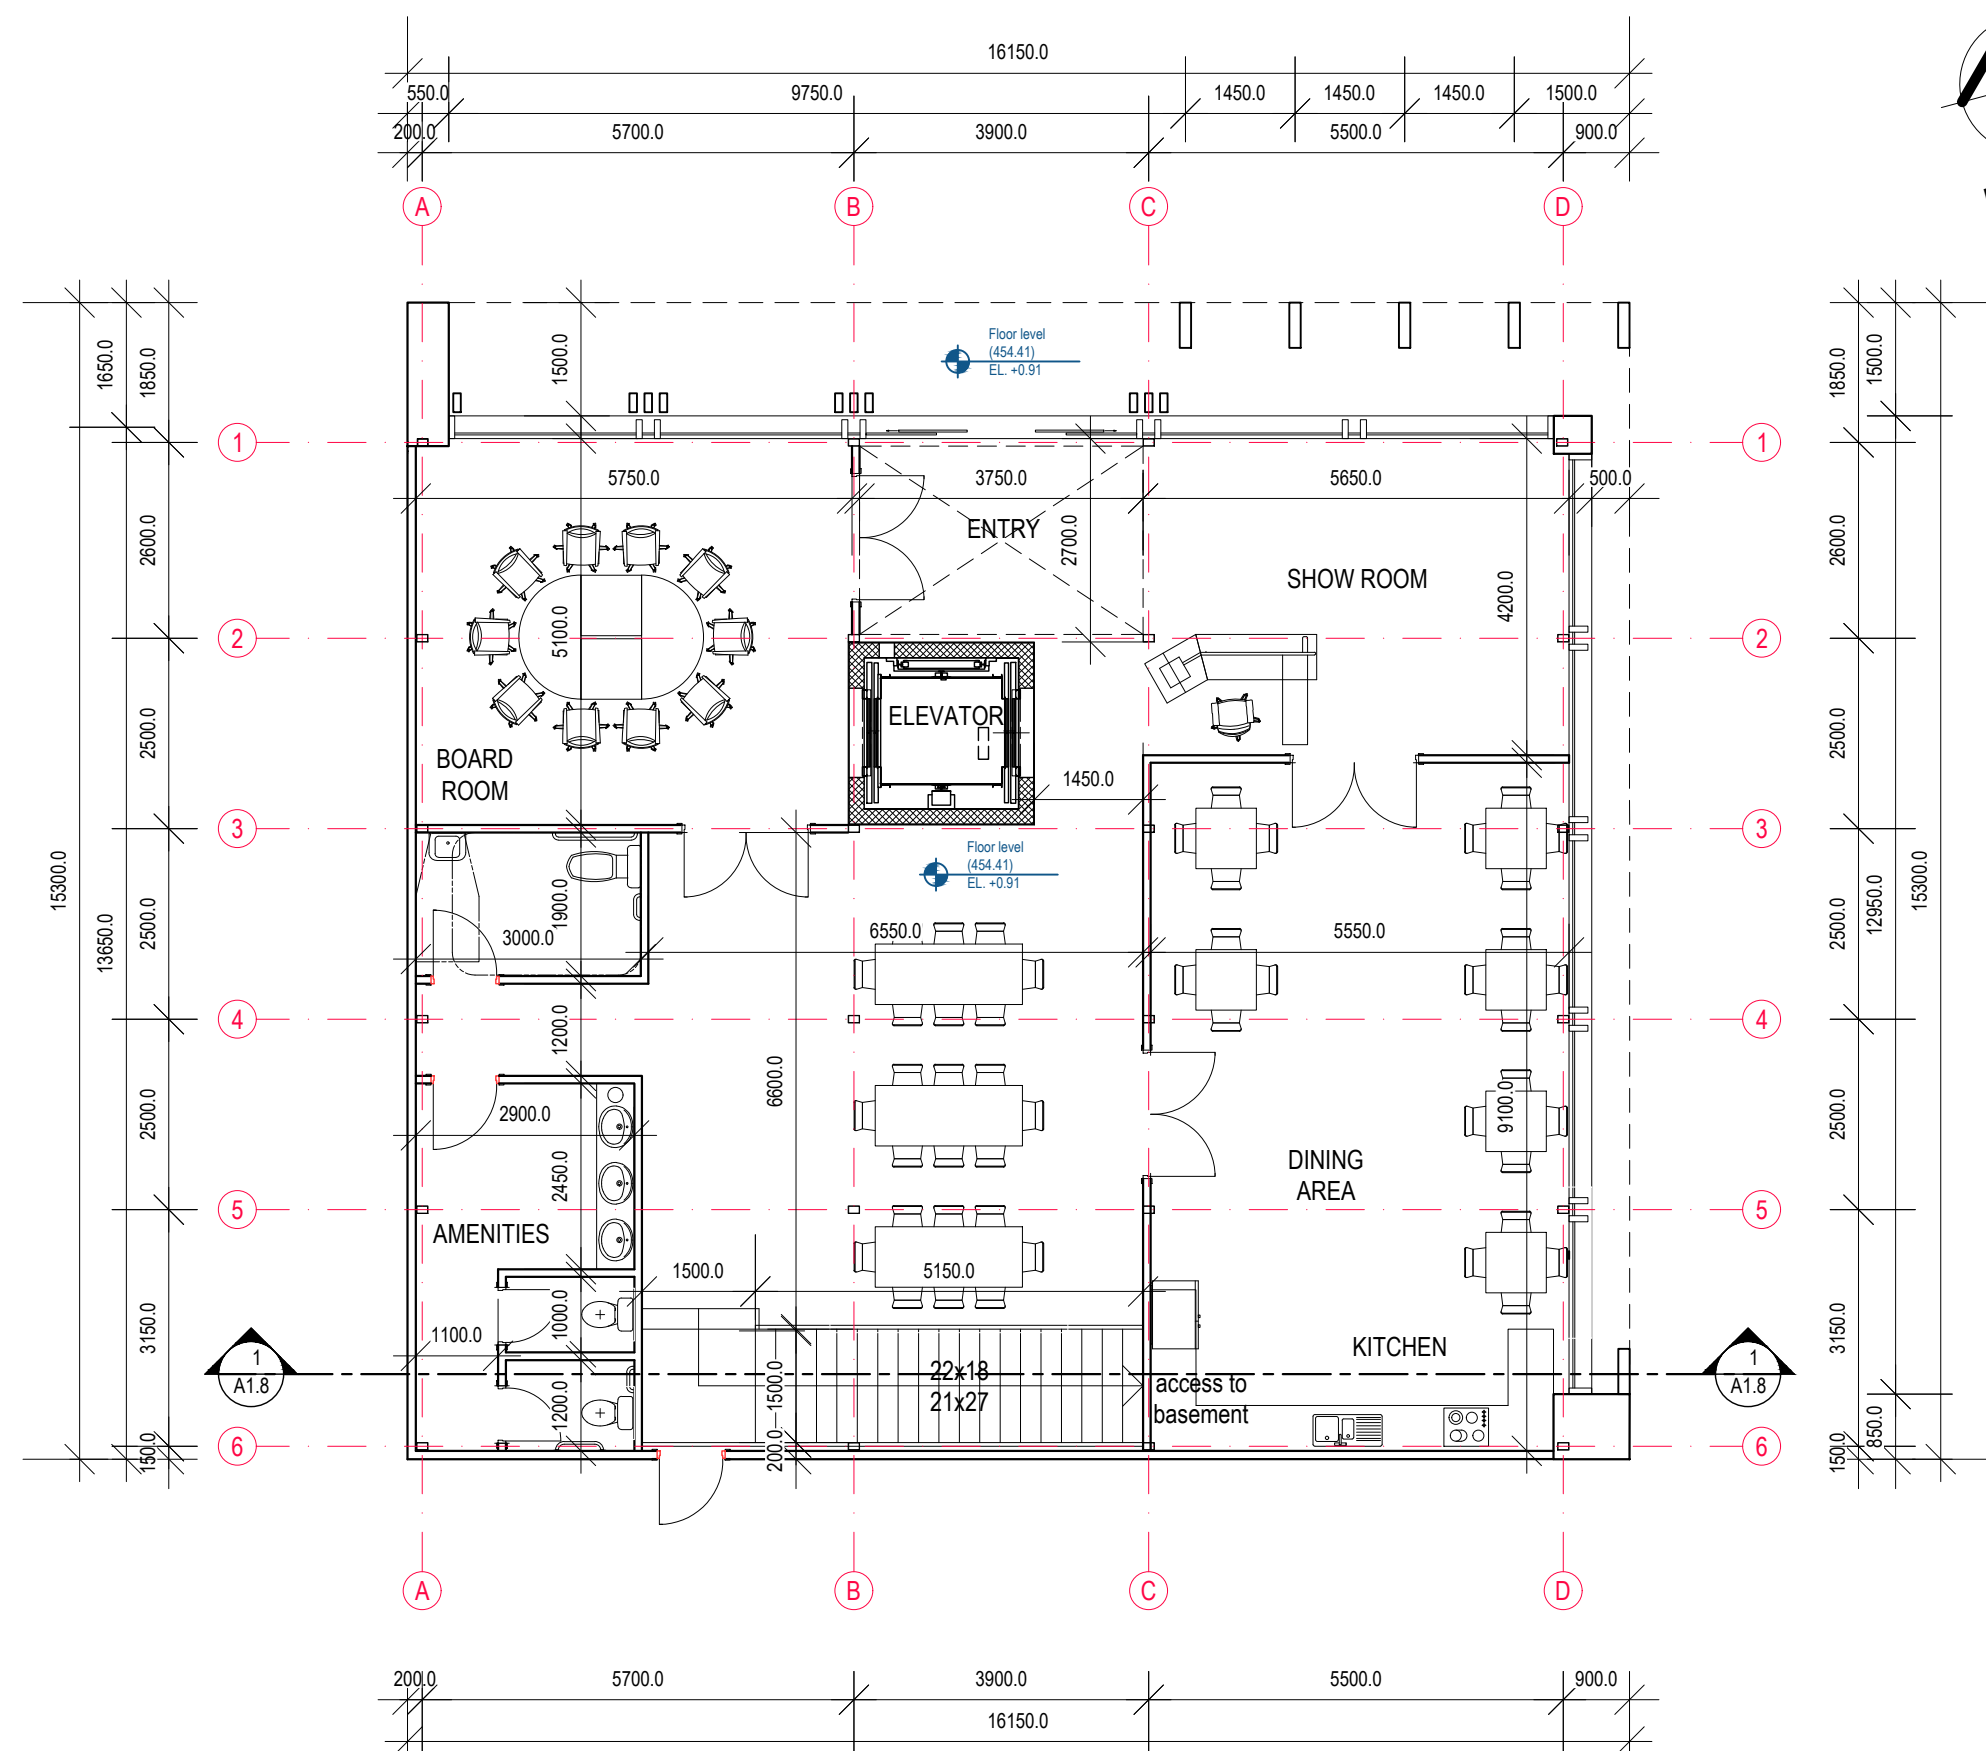 16150.0
550.0 9750.0 1450.0 1450.0 1450.0 1500.0
200.0 5700.0 3900.0 5500.0 900.0
A B C D
1650.0 1850.0 1500.0
Floor level
(454.41)
EL. +0.91
1850.0 1500.0
1 1
5750.0 3750.0 5650.0 500.0
2600.0 ENTRY 2700.0 2600.0
SHOW ROOM
4200.0
2 5100.0 2
ELEVATOR
2500.0 2500.0
BOARD
ROOM
1450.0
3 3
Floor level
(454.41)
EL. +0.91
15300.0 13650.0 2500.0 1900.0 2500.0 12950.0 15300.0
3000.0 6550.0 5550.0
4 1200.0 4
6600.0
2500.0 2900.0 9100.0 2500.0
2450.0
DINING
AREA
5 5
AMENITIES
1500.0 5150.0
3150.0 1100.0 1000.0 KITCHEN 3150.0
1 1
A1.8 A1.8
22x18
21x27
access to
basement
1200.0 1500.0
200.0
6 150.0 150.0 850.0 6
A B C D
200.0 5700.0 3900.0 5500.0 900.0
16150.0